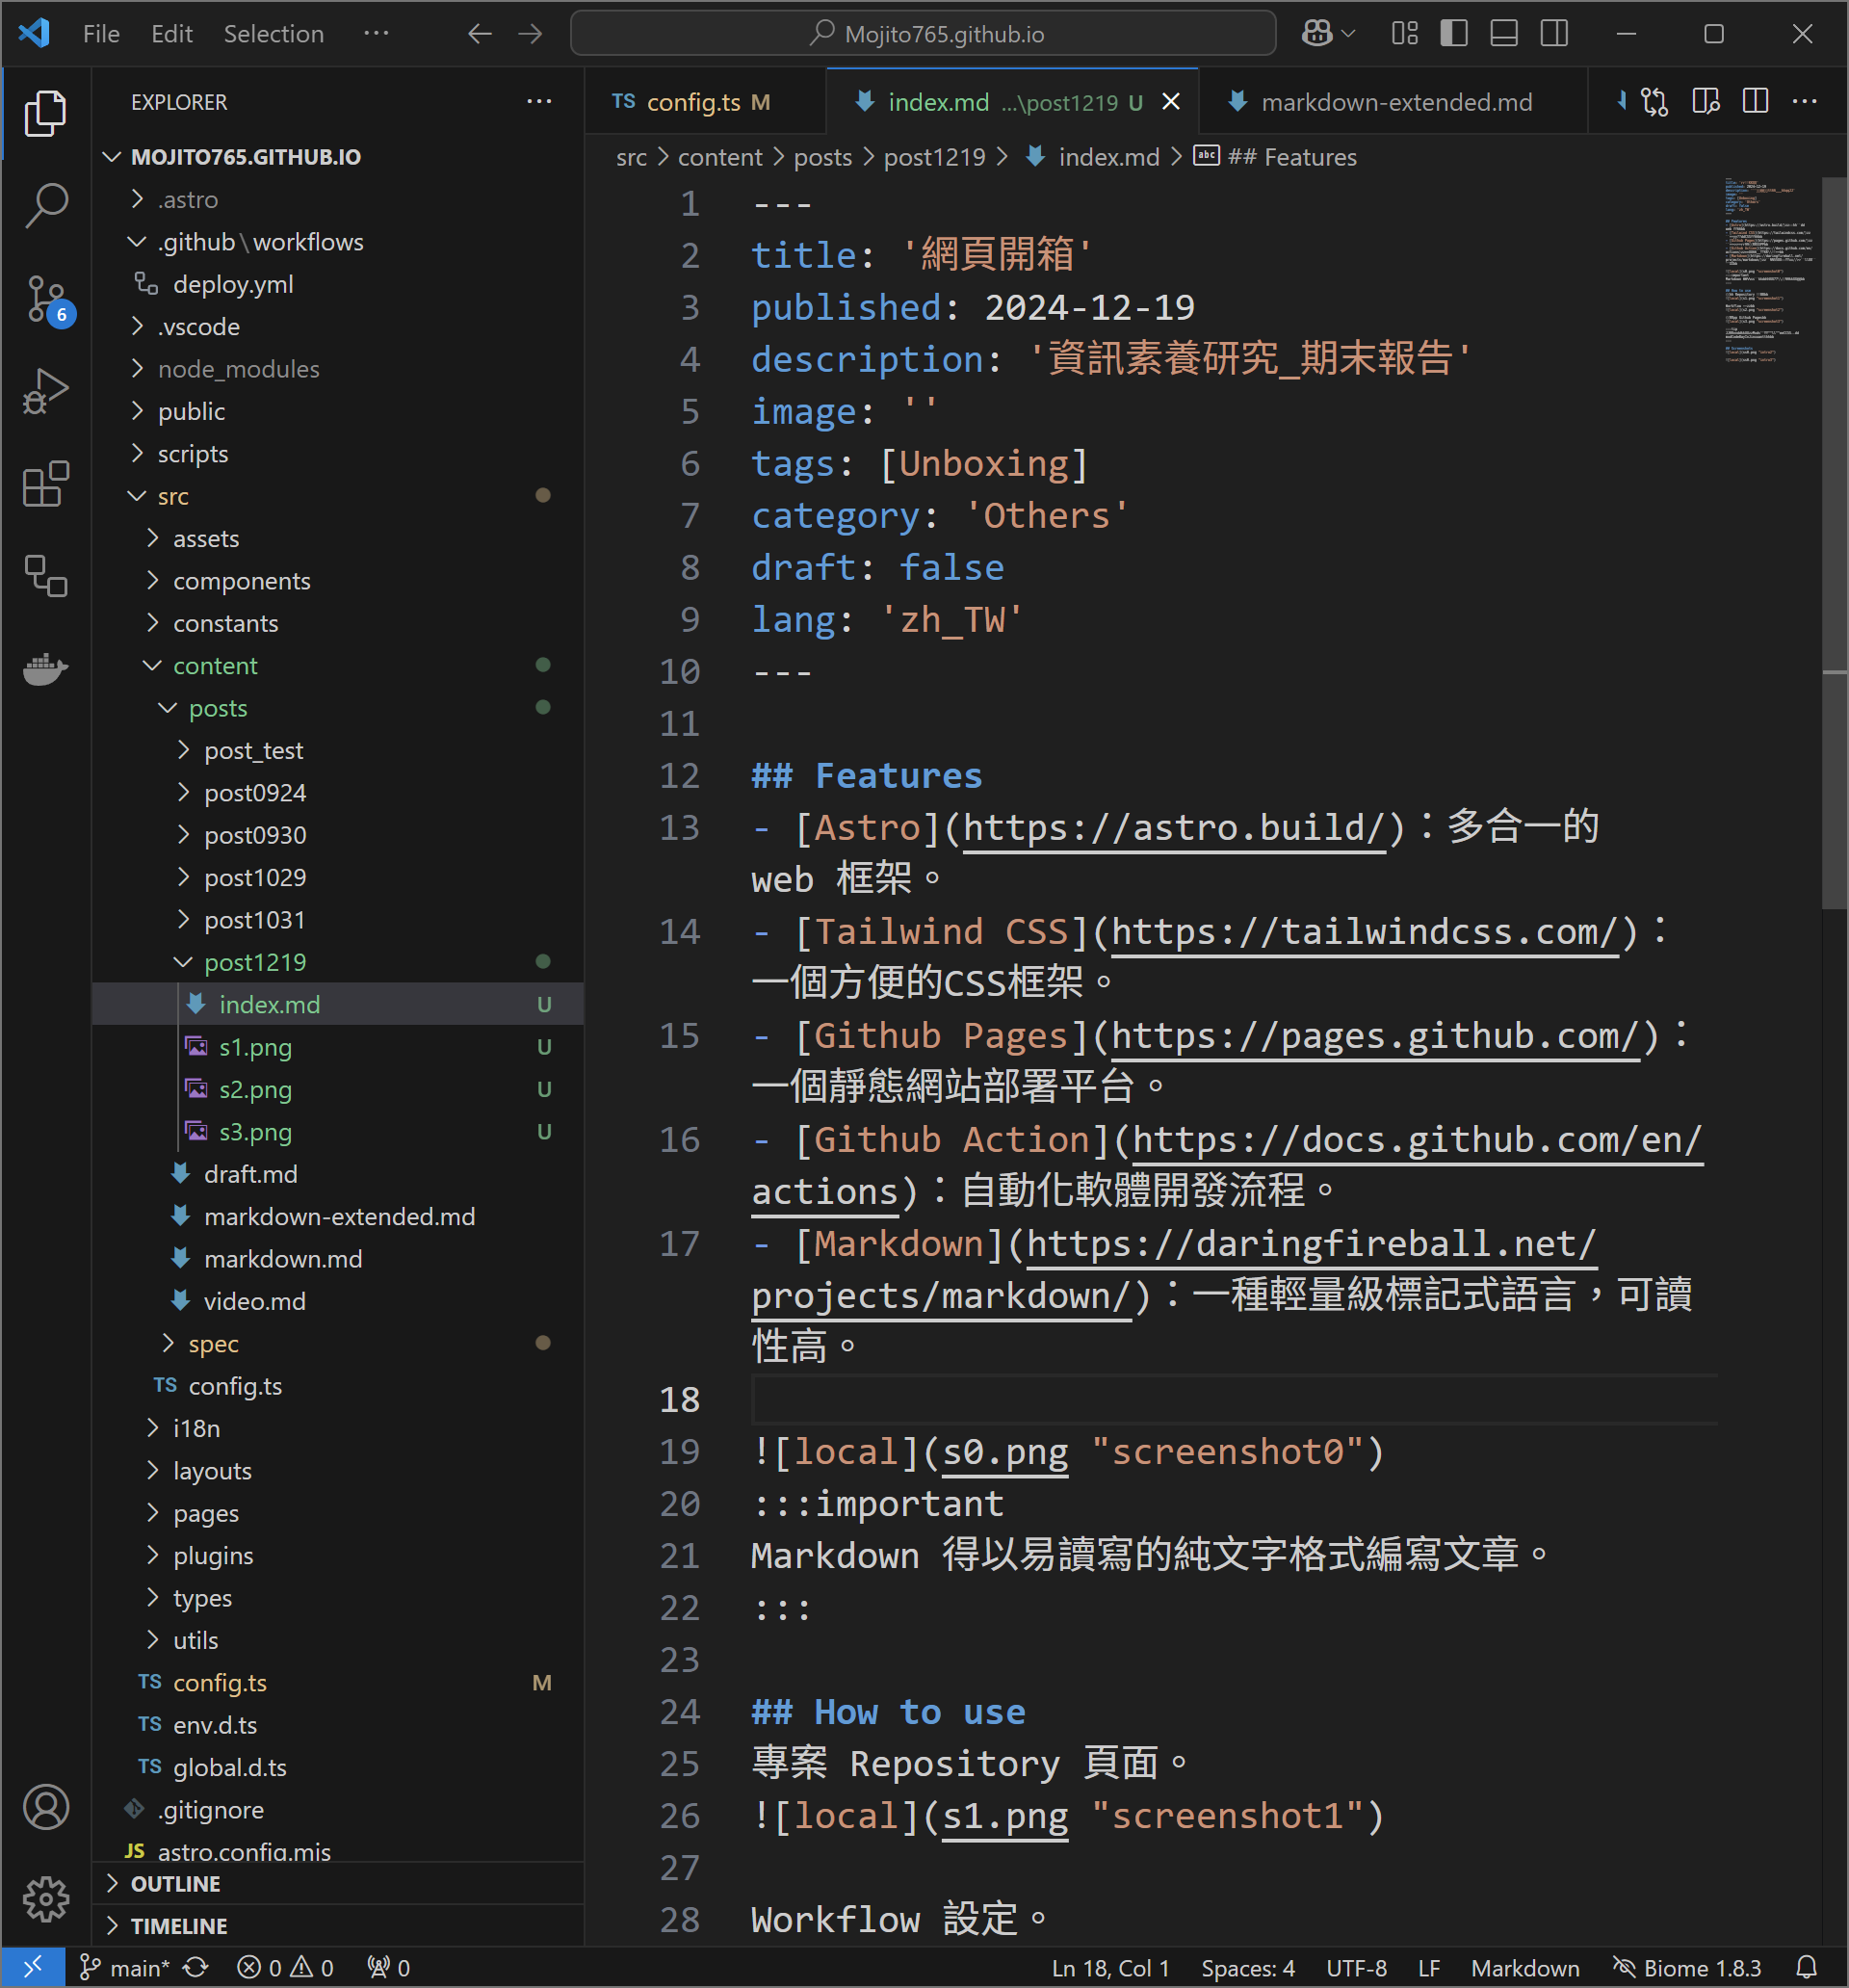 File Edit Selection ··· Mojito765.github.io
EXPLORER ···
MOJITO765.GITHUB.IO
.astro
.github\workflows
deploy.yml
.vscode
node_modules
public
scripts
src
assets
components
constants
content
posts
post_test
post0924
post0930
post1029
post1031
post1219
index.md U
s1.png U
s2.png U
s3.png U
draft.md
markdown-extended.md
markdown.md
video.md
spec
TS config.ts
i18n
layouts
pages
plugins
types
utils
TS config.ts M
TS env.d.ts
TS global.d.ts
.gitignore
JS astro.config.mjs
OUTLINE
TIMELINE
6
TS config.ts M index.md ...\post1219 U markdown-extended.md
src > content > posts > post1219 > index.md > abc ## Features
1 ---
2 title: '網頁開箱'
3 published: 2024-12-19
4 description: '資訊素養研究_期末報告'
5 image: ''
6 tags: [Unboxing]
7 category: 'Others'
8 draft: false
9 lang: 'zh_TW'
10 ---
11
12 ## Features
13 - [Astro](https://astro.build/)：多合一的
web 框架。
14 - [Tailwind CSS](https://tailwindcss.com/)：
一個方便的CSS框架。
15 - [Github Pages](https://pages.github.com/)：
一個靜態網站部署平台。
16 - [Github Action](https://docs.github.com/en/
actions)：自動化軟體開發流程。
17 - [Markdown](https://daringfireball.net/
projects/markdown/)：一種輕量級標記式語言，可讀
性高。
18
19 ![local](s0.png "screenshot0")
20 :::important
21 Markdown 得以易讀寫的純文字格式編寫文章。
22 :::
23
24 ## How to use
25 專案 Repository 頁面。
26 ![local](s1.png "screenshot1")
27
28 Workflow 設定。
main* 0 0 0 Ln 18, Col 1 Spaces: 4 UTF-8 LF Markdown Biome 1.8.3